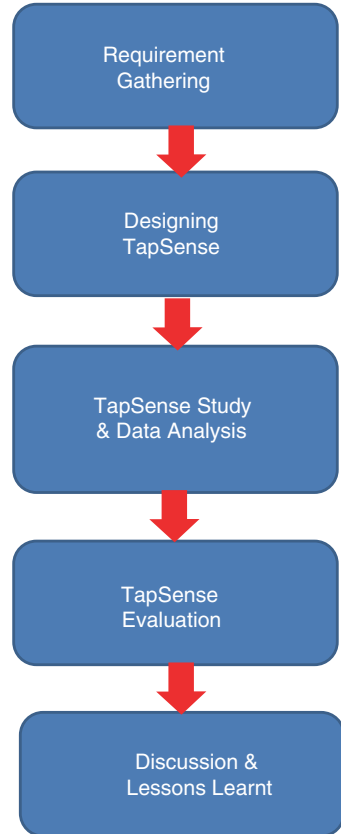 Requirement
Gathering
Designing
TapSense
TapSense Study
& Data Analysis
TapSense
Evaluation
Discussion &
Lessons Learnt